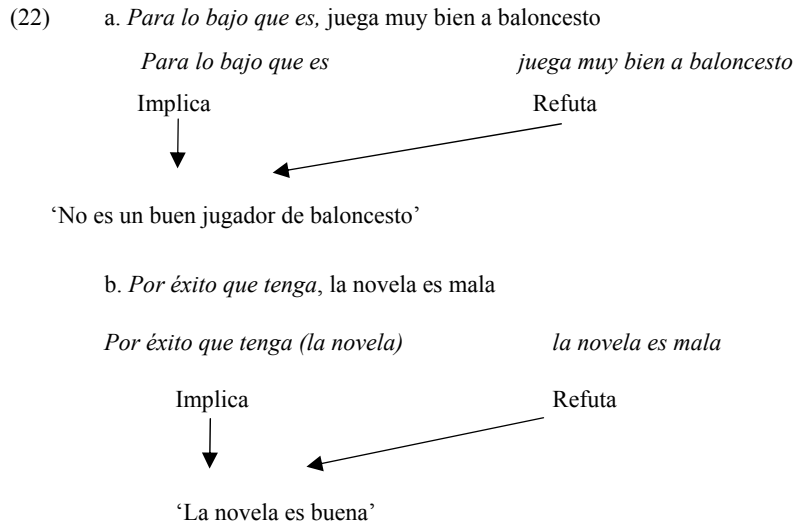 (22) a. Para lo bajo que es, juega muy bien a baloncesto
Para lo bajo que es juega muy bien a baloncesto
Implica Refuta
‘No es un buen jugador de baloncesto’
b. Por éxito que tenga, la novela es mala
Por éxito que tenga (la novela) la novela es mala
Implica Refuta
‘La novela es buena’